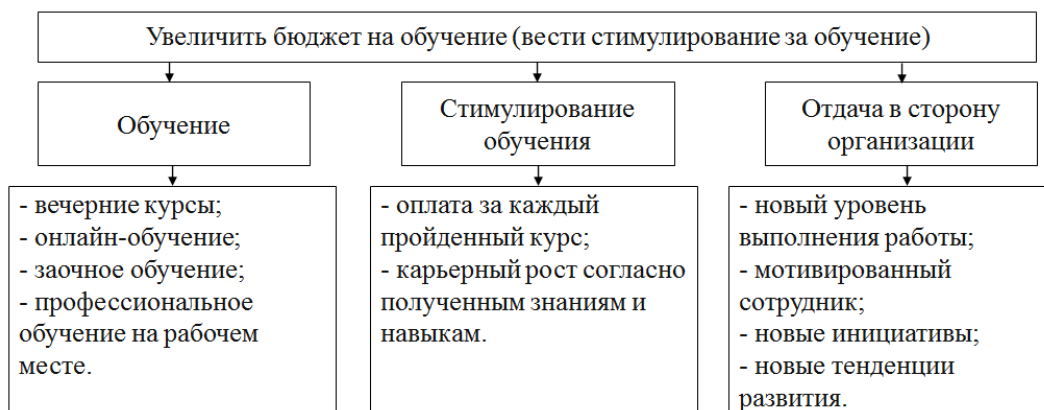 Увеличить бюджет на обучение (вести стимулирование за обучение)
Обучение
Стимулирование
обучения
Отдача в сторону
организации
- вечерние курсы;
- онлайн-обучение;
- заочное обучение;
- профессиональное
обучение на рабочем
месте.
- оплата за каждый
пройденный курс;
- карьерный рост согласно
полученным знаниям и
навыкам.
- новый уровень
выполнения работы;
- мотивированный
сотрудник;
- новые инициативы;
- новые тенденции
развития.